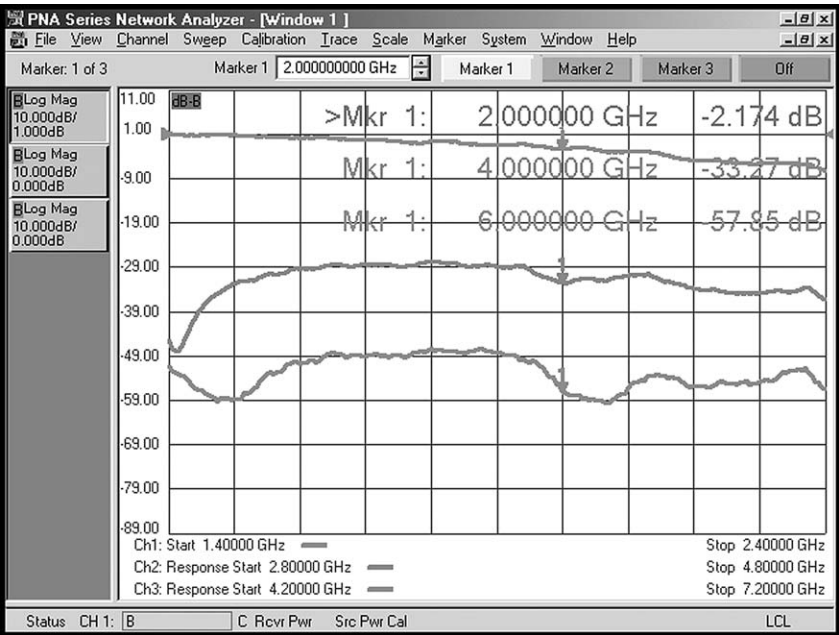 PNA Series Network Analyzer - [Window 1 ]
File View Channel Sweep Calibration Trace Scale Marker System Window Help
Marker: 1 of 3 Marker 1 2.000000000 GHz Marker 1 Marker 2 Marker 3 Off
BLog Mag
10.000dB/
1.000dB
BLog Mag
10.000dB/
0.000dB
BLog Mag
10.000dB/
0.000dB
11.00 dB-B
1.00
-9.00
-19.00
-29.00
-39.00
-49.00
-59.00
-69.00
-79.00
-89.00
>Mkr 1: 2.000000 GHz -2.174 dB
Mkr 1: 4.000000 GHz -33.27 dB
Mkr 1: 6.000000 GHz -57.85 dB
1
1
Ch1: Start 1.40000 GHz Stop 2.40000 GHz
Ch2: Response Start 2.80000 GHz Stop 4.80000 GHz
Ch3: Response Start 4.20000 GHz Stop 7.20000 GHz
Status CH 1: B C Rcvr Pwr Src Pwr Cal LCL